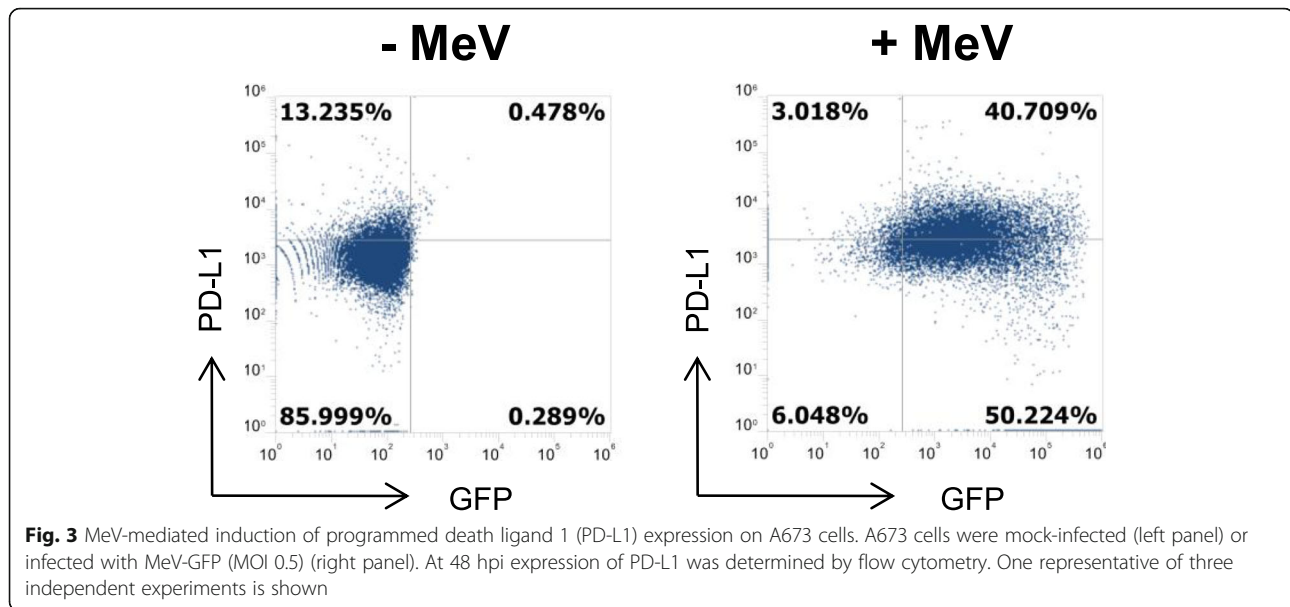 - MeV
+ MeV
10⁶
10⁵
10⁴
10³
10²
10¹
10⁰
13.235%
0.478%
85.999%
0.289%
10⁰ 10¹ 10² 10³ 10⁴ 10⁵ 10⁶
PD-L1
GFP
10⁶
10⁵
10⁴
10³
10²
10¹
10⁰
3.018%
40.709%
6.048%
50.224%
10⁰ 10¹ 10² 10³ 10⁴ 10⁵ 10⁶
PD-L1
GFP
Fig. 3 MeV-mediated induction of programmed death ligand 1 (PD-L1) expression on A673 cells. A673 cells were mock-infected (left panel) or
infected with MeV-GFP (MOI 0.5) (right panel). At 48 hpi expression of PD-L1 was determined by flow cytometry. One representative of three
independent experiments is shown